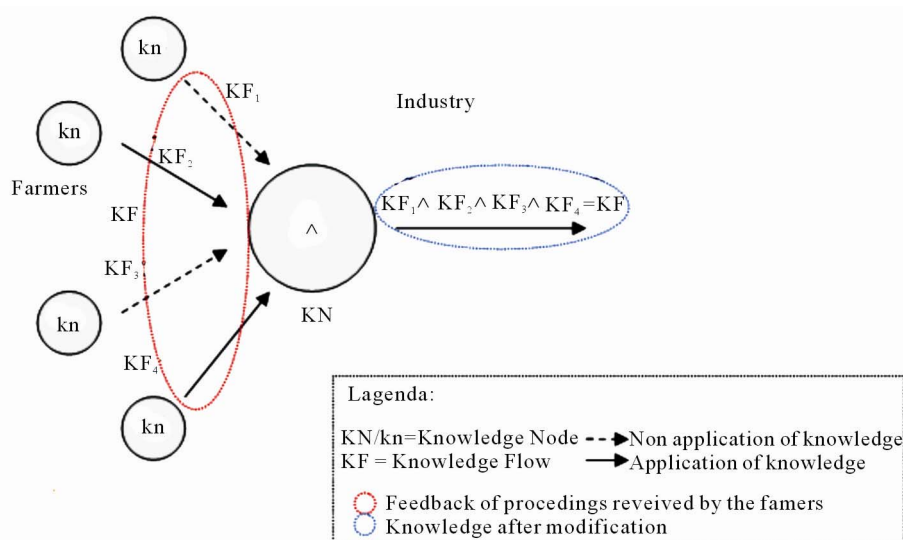 kn
KF₁
Industry
kn
KF₂
Farmers
KF
KF₁∧ KF₂∧ KF₃∧ KF₄=KF
∧
KF₃
kn
KN
KF₄
kn
Lagenda:
KN/kn=Knowledge Node
Non application of knowledge
KF = Knowledge Flow
Application of knowledge
Feedback of procedings reveived by the famers
Knowledge after modification